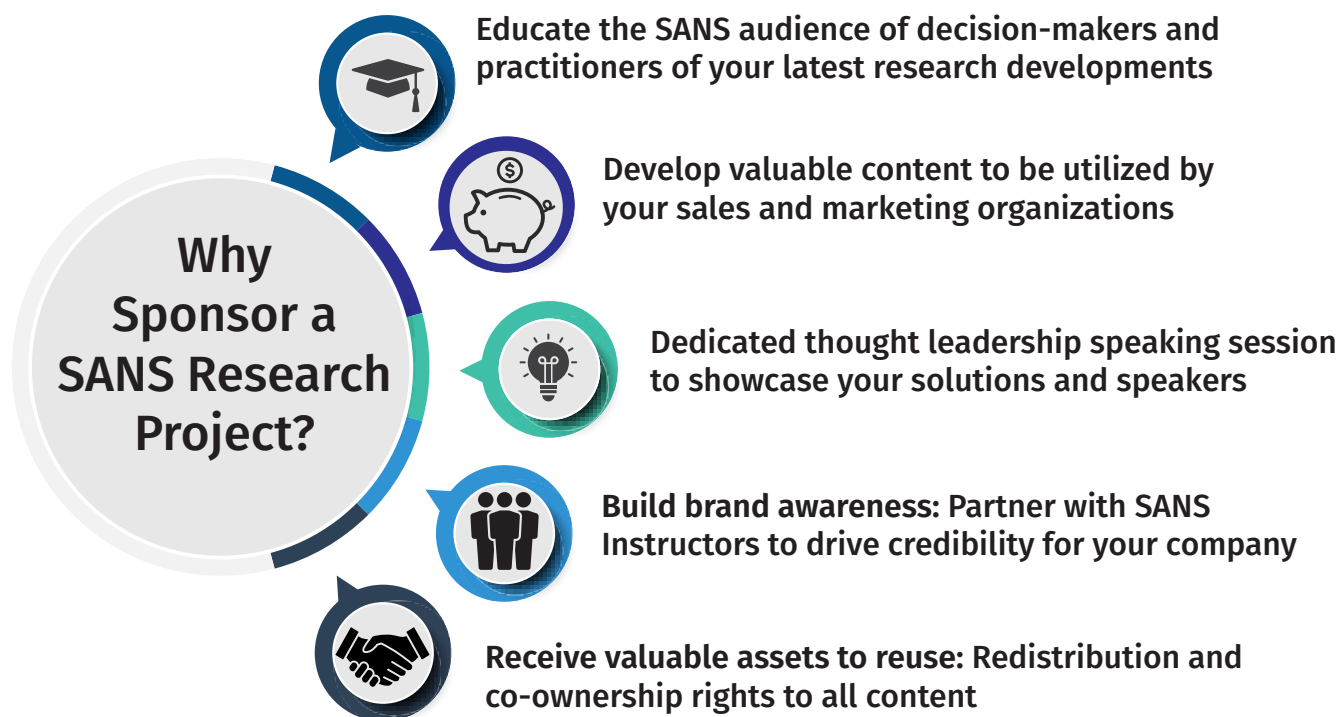 Why
Sponsor a
SANS Research
Project?
Educate the SANS audience of decision-makers and
practitioners of your latest research developments
$
Develop valuable content to be utilized by
your sales and marketing organizations
Dedicated thought leadership speaking session
to showcase your solutions and speakers
Build brand awareness: Partner with SANS
Instructors to drive credibility for your company
Receive valuable assets to reuse: Redistribution and
co-ownership rights to all content